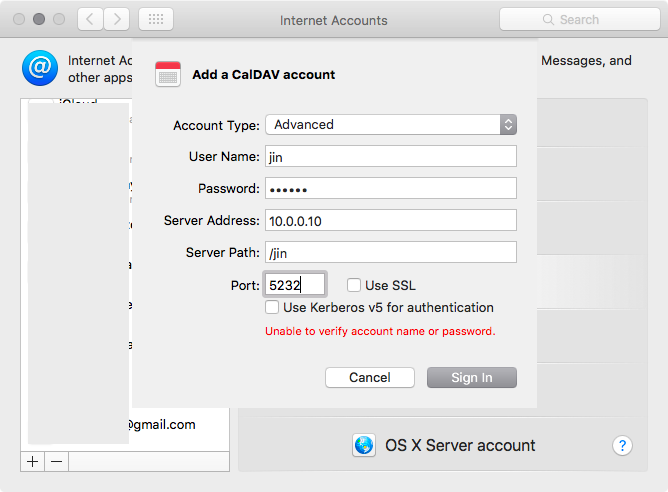 Internet Accounts
Search
@
Internet Ac
Messages, and
other apps
Add a CalDAV account
iCloud
Account Type: Advanced
User Name: jin
Password: ••••••
Server Address: 10.0.0.10
Server Path: /jin
Port: 5232 Use SSL
Use Kerberos v5 for authentication
Unable to verify account name or password.
Cancel Sign In
@gmail.com
OS X Server account
?
+ −